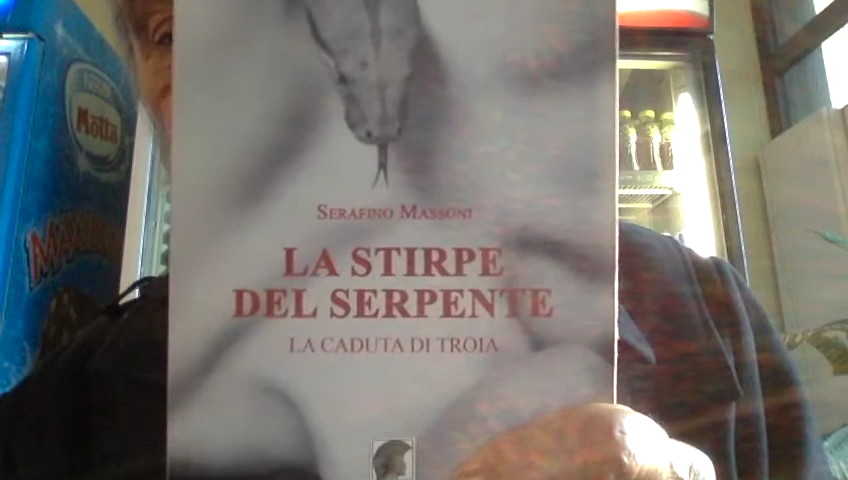 Motta
SERAFINO MASSONI
LA STIRPE
DEL SERPENTE
LA CADUTA DI TROIA